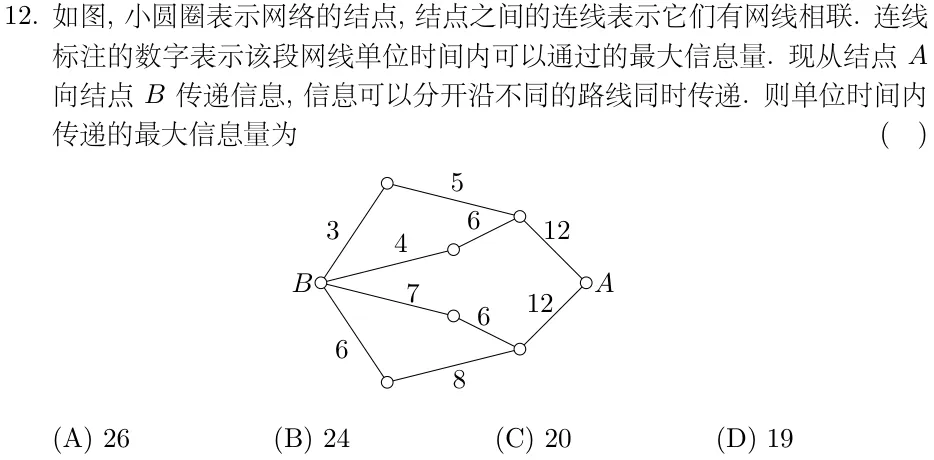 12. 如图, 小圆圈表示网络的结点, 结点之间的连线表示它们有网线相联. 连线
标注的数字表示该段网线单位时间内可以通过的最大信息量. 现从结点 A
向结点 B 传递信息, 信息可以分开沿不同的路线同时传递. 则单位时间内
传递的最大信息量为 ( )
5
6
3
12
4
B
A
7
12
6
6
8
(A) 26 (B) 24 (C) 20 (D) 19